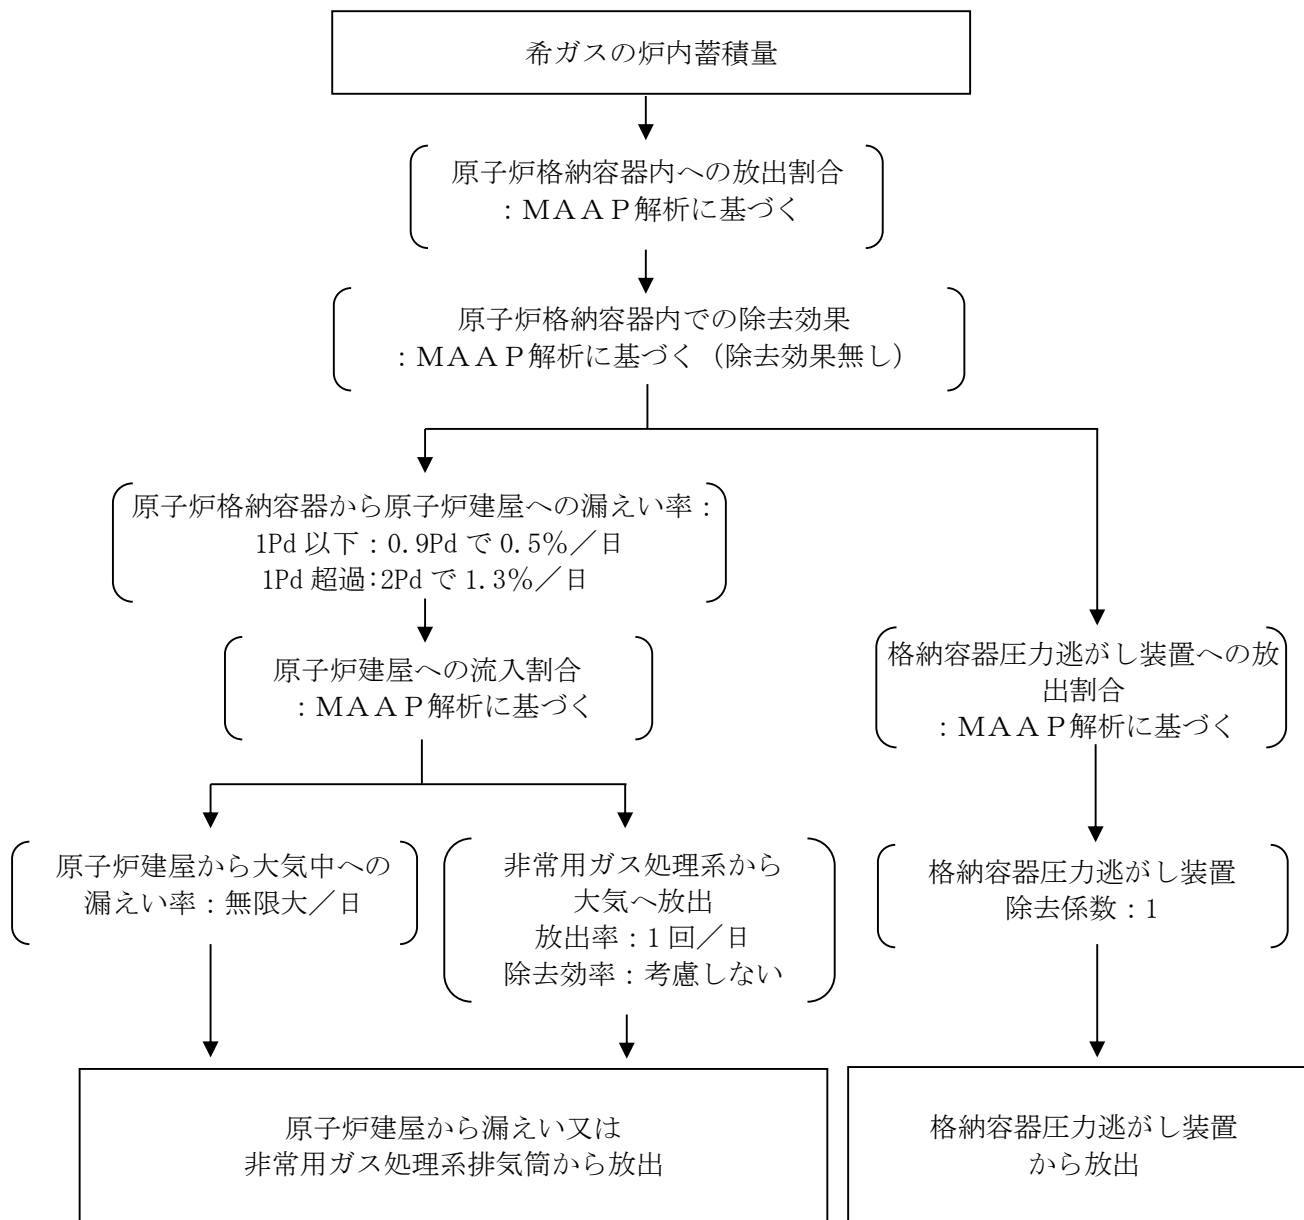 希ガスの炉内蓄積量
原子炉格納容器内への放出割合
：ＭＡＡＰ解析に基づく
原子炉格納容器内での除去効果
：ＭＡＡＰ解析に基づく（除去効果無し）
原子炉格納容器から原子炉建屋への漏えい率：
1Pd 以下：0.9Pd で 0.5％／日
1Pd 超過：2Pd で 1.3％／日
原子炉建屋への流入割合
：ＭＡＡＰ解析に基づく
格納容器圧力逃がし装置への放
出割合
：ＭＡＡＰ解析に基づく
原子炉建屋から大気中への
漏えい率：無限大／日
非常用ガス処理系から
大気へ放出
放出率：1 回／日
除去効率：考慮しない
格納容器圧力逃がし装置
除去係数：1
原子炉建屋から漏えい又は
非常用ガス処理系排気筒から放出
格納容器圧力逃がし装置
から放出